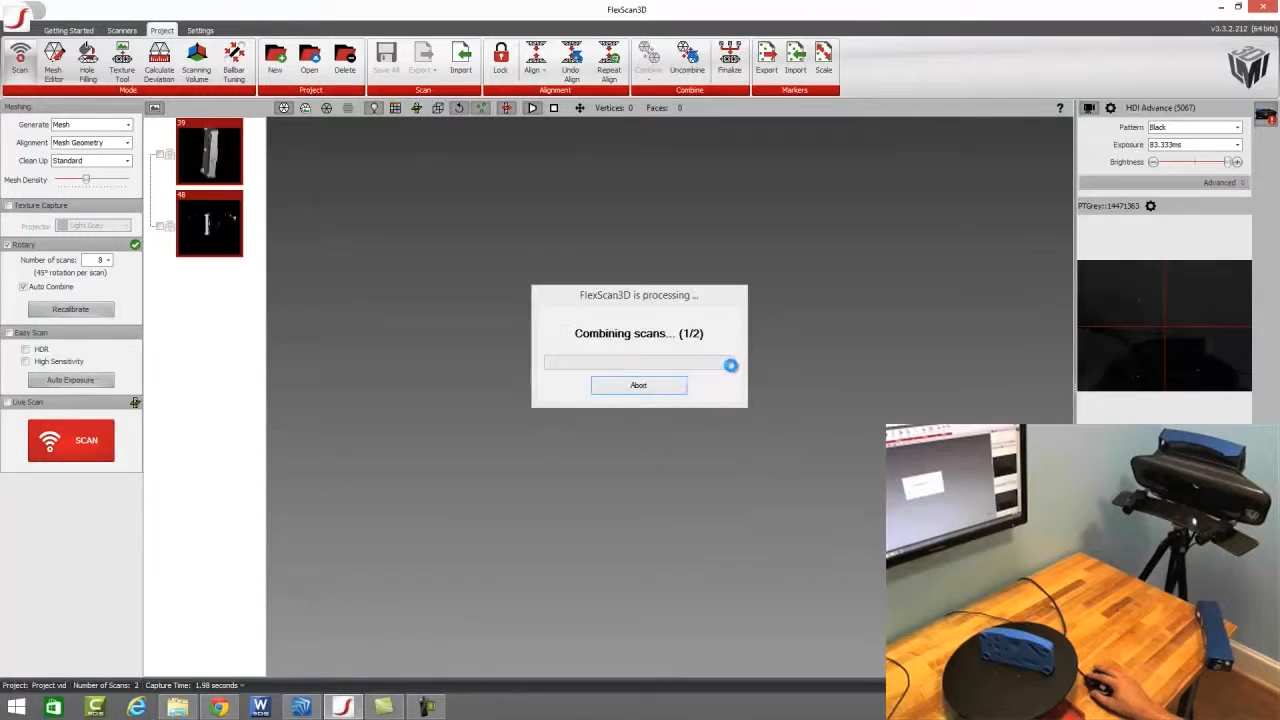 FlexScan3D
Getting Started Scanners Project Settings
v3.3.2.212 (64 bits)
Scan Mesh Editor Hole Filling Texture Tool Calculate Deviation Scanning Volume Ballbar Tuning New Open Delete Save All Export Import Lock Align Undo Align Repeat Align Combine Uncombine Finalize Export Import Scale
Mode Project Scan Alignment Combine Markers
Meshing
Vertices: 0 Faces: 0
?
HDI Advance (5067)
Generate Mesh
Alignment Mesh Geometry
Clean Up Standard
Mesh Density
Texture Capture
Projector Light Gray
Rotary
Number of scans: 8
(45° rotation per scan)
Auto Combine
Recalibrate
Easy Scan
HDR
High Sensitivity
Auto Exposure
Live Scan
SCAN
39
48
FlexScan3D is processing ...
Combining scans... (1/2)
Abort
Pattern Black
Exposure 83.333ms
Brightness
Advanced
PTGrey::14471363
Project: Project vid Number of Scans: 2 Capture Time: 1.98 seconds